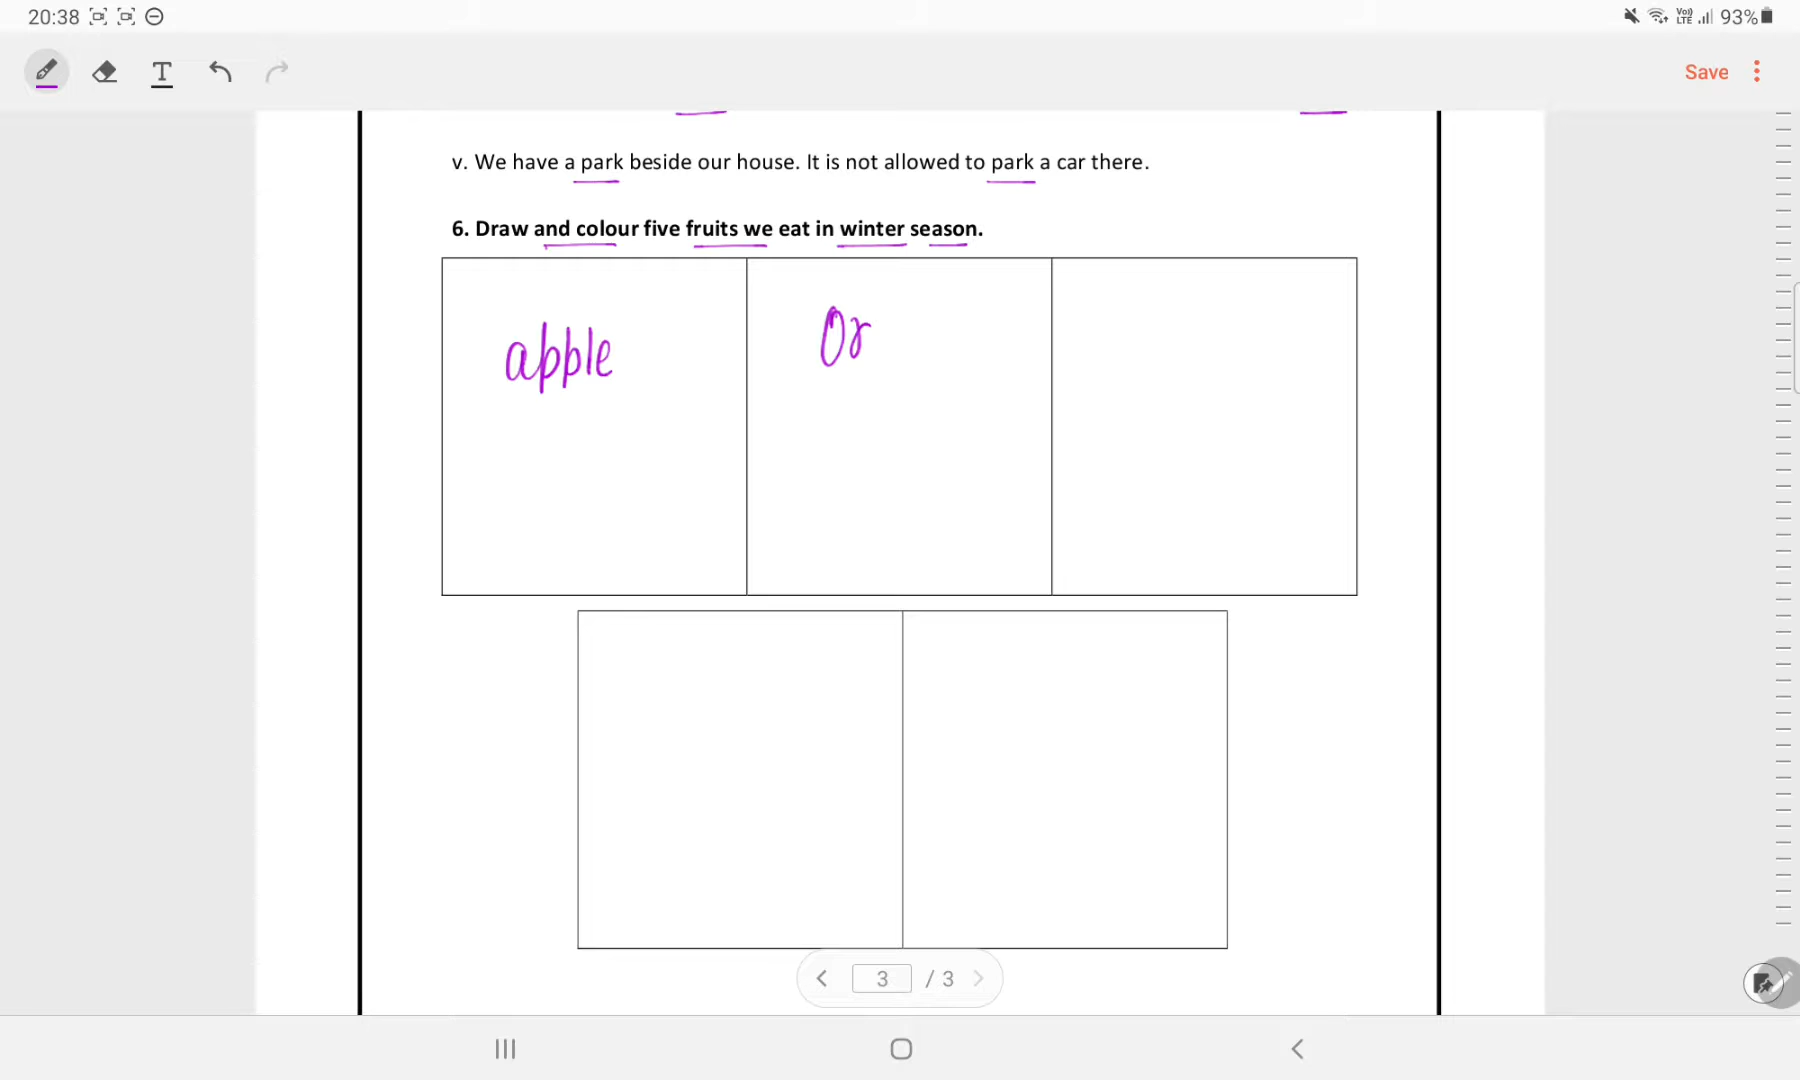 20:38 93%
T Save
v. We have a park beside our house. It is not allowed to park a car there.
6. Draw and colour five fruits we eat in winter season.
apple Or
3 / 3